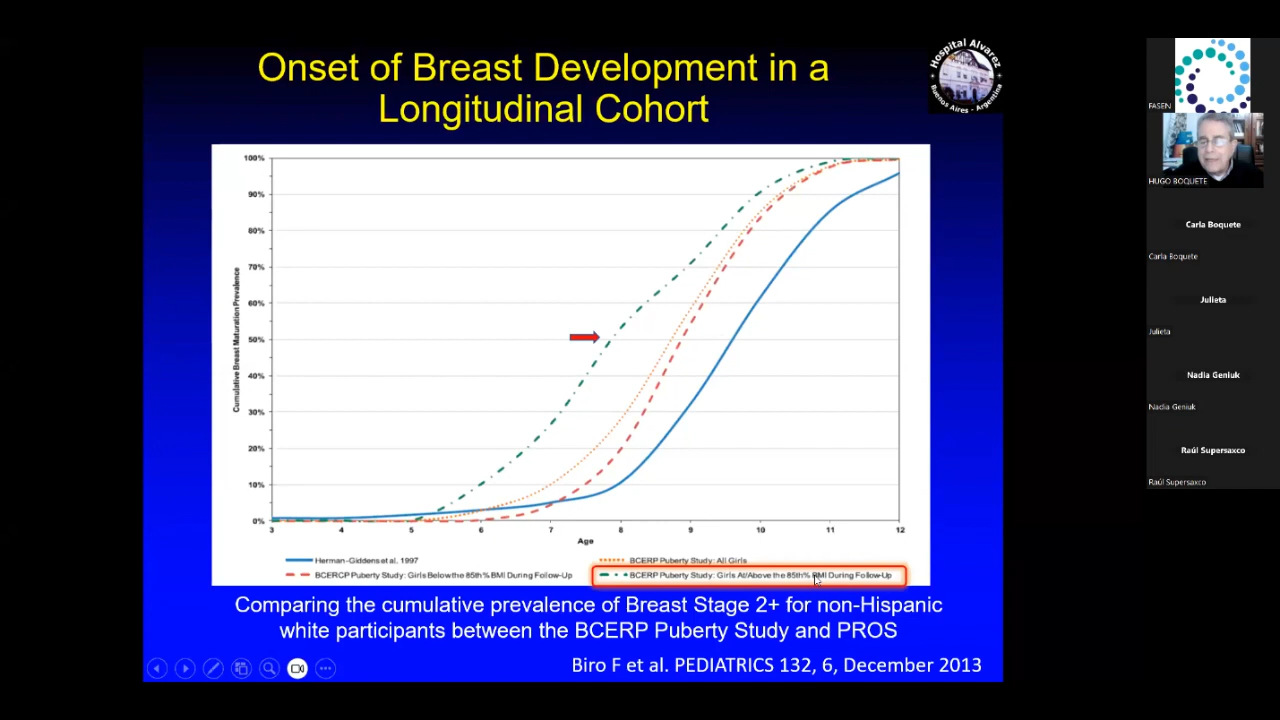 Onset of Breast Development in a
Longitudinal Cohort
Hospital Alvarez
Buenos Aires - Argentina
100%
90%
80%
70%
60%
50%
40%
30%
20%
10%
0%
Cumulative Breast Maturation Prevalence
3 4 5 6 7 8 9 10 11 12
Age
Herman-Giddens et al. 1997
BCERP Puberty Study: All Girls
BCERCP Puberty Study: Girls Below the 85th% BMI During Follow-Up
BCERP Puberty Study: Girls At/Above the 85th% BMI During Follow-Up
Comparing the cumulative prevalence of Breast Stage 2+ for non-Hispanic
white participants between the BCERP Puberty Study and PROS
Biro F et al. PEDIATRICS 132, 6, December 2013
FASEN
HUGO BOQUETE
Carla Boquete
Carla Boquete
Julieta
Julieta
Nadia Geniuk
Nadia Geniuk
Raúl Supersaxco
Raúl Supersaxco